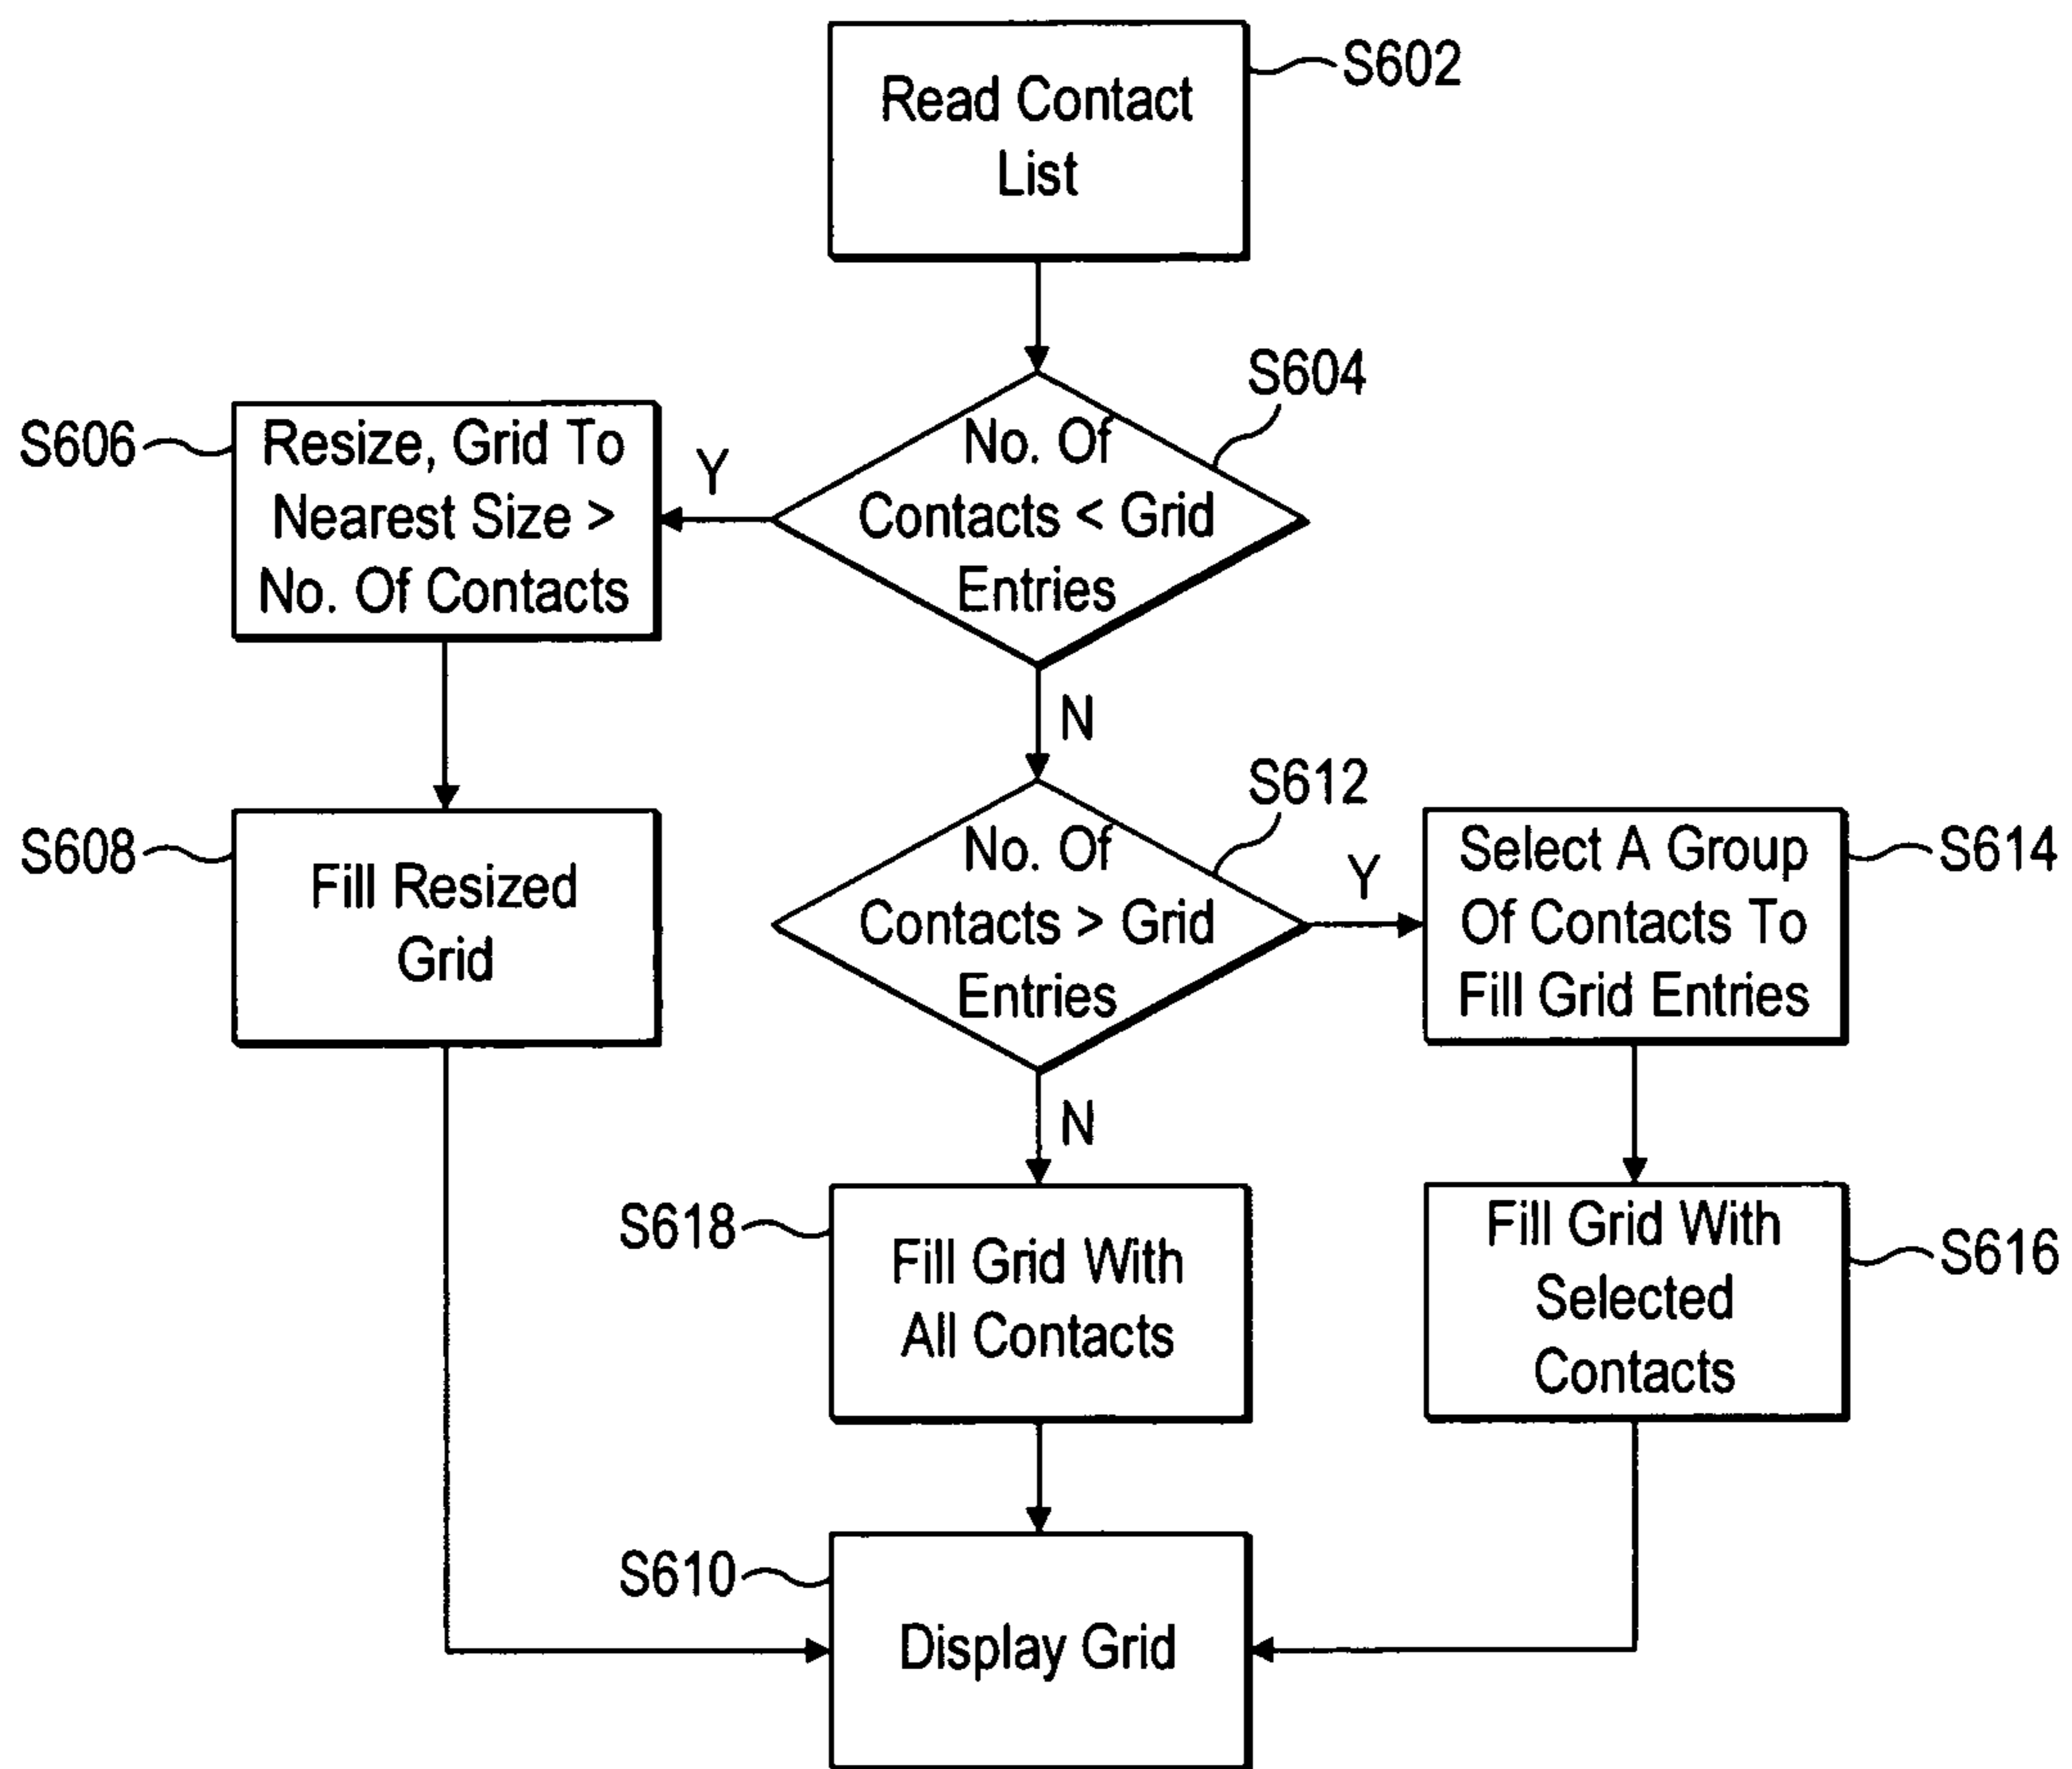 Read Contact
List
S602
S604
No. Of
Contacts < Grid
Entries
Y
S606
Resize, Grid To
Nearest Size >
No. Of Contacts
N
S608
Fill Resized
Grid
S612
No. Of
Contacts > Grid
Entries
Y
Select A Group
Of Contacts To
Fill Grid Entries
S614
N
S618
Fill Grid With
All Contacts
Fill Grid With
Selected
Contacts
S616
S610
Display Grid